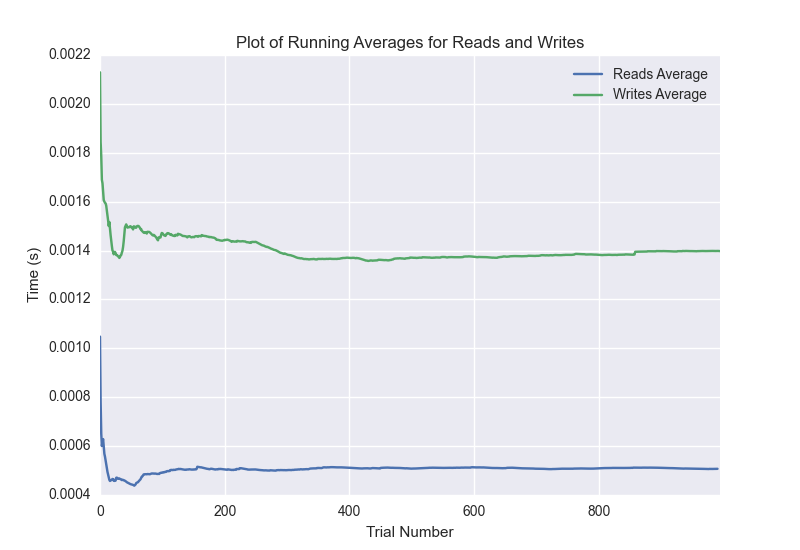 Plot of Running Averages for Reads and Writes
0.0022
0.0020
0.0018
0.0016
0.0014
0.0012
0.0010
0.0008
0.0006
0.0004
Time (s)
Reads Average
Writes Average
0 200 400 600 800
Trial Number